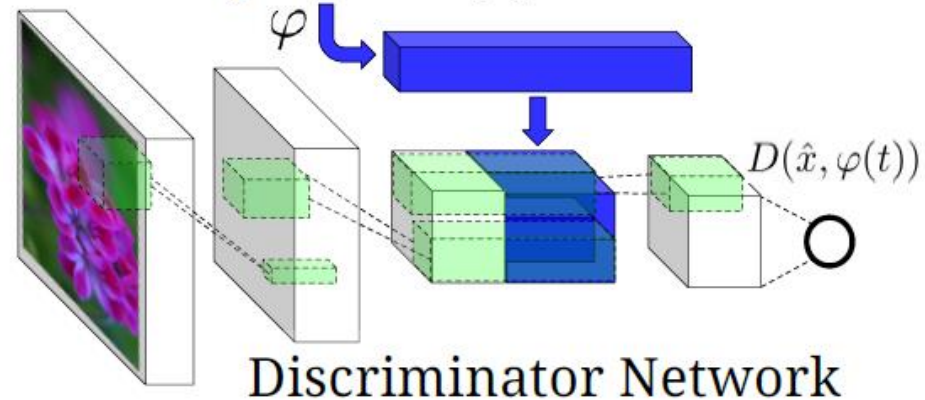 φ
D(x̂, φ(t))
Discriminator Network